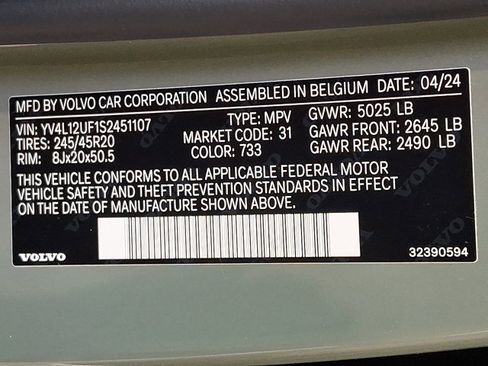 MFD BY VOLVO CAR CORPORATION ASSEMBLED IN BELGIUM DATE: 04/24
VIN: YV4L12UF1S2451107 TYPE: MPV GVWR: 5025 LB
TIRES: 245/45R20 MARKET CODE: 31 GAWR FRONT: 2645 LB
RIM: 8Jx20x50.5 COLOR: 733 GAWR REAR: 2490 LB
THIS VEHICLE CONFORMS TO ALL APPLICABLE FEDERAL MOTOR
VEHICLE SAFETY AND THEFT PREVENTION STANDARDS IN EFFECT
ON THE DATE OF MANUFACTURE SHOWN ABOVE.
VOLVO 32390594